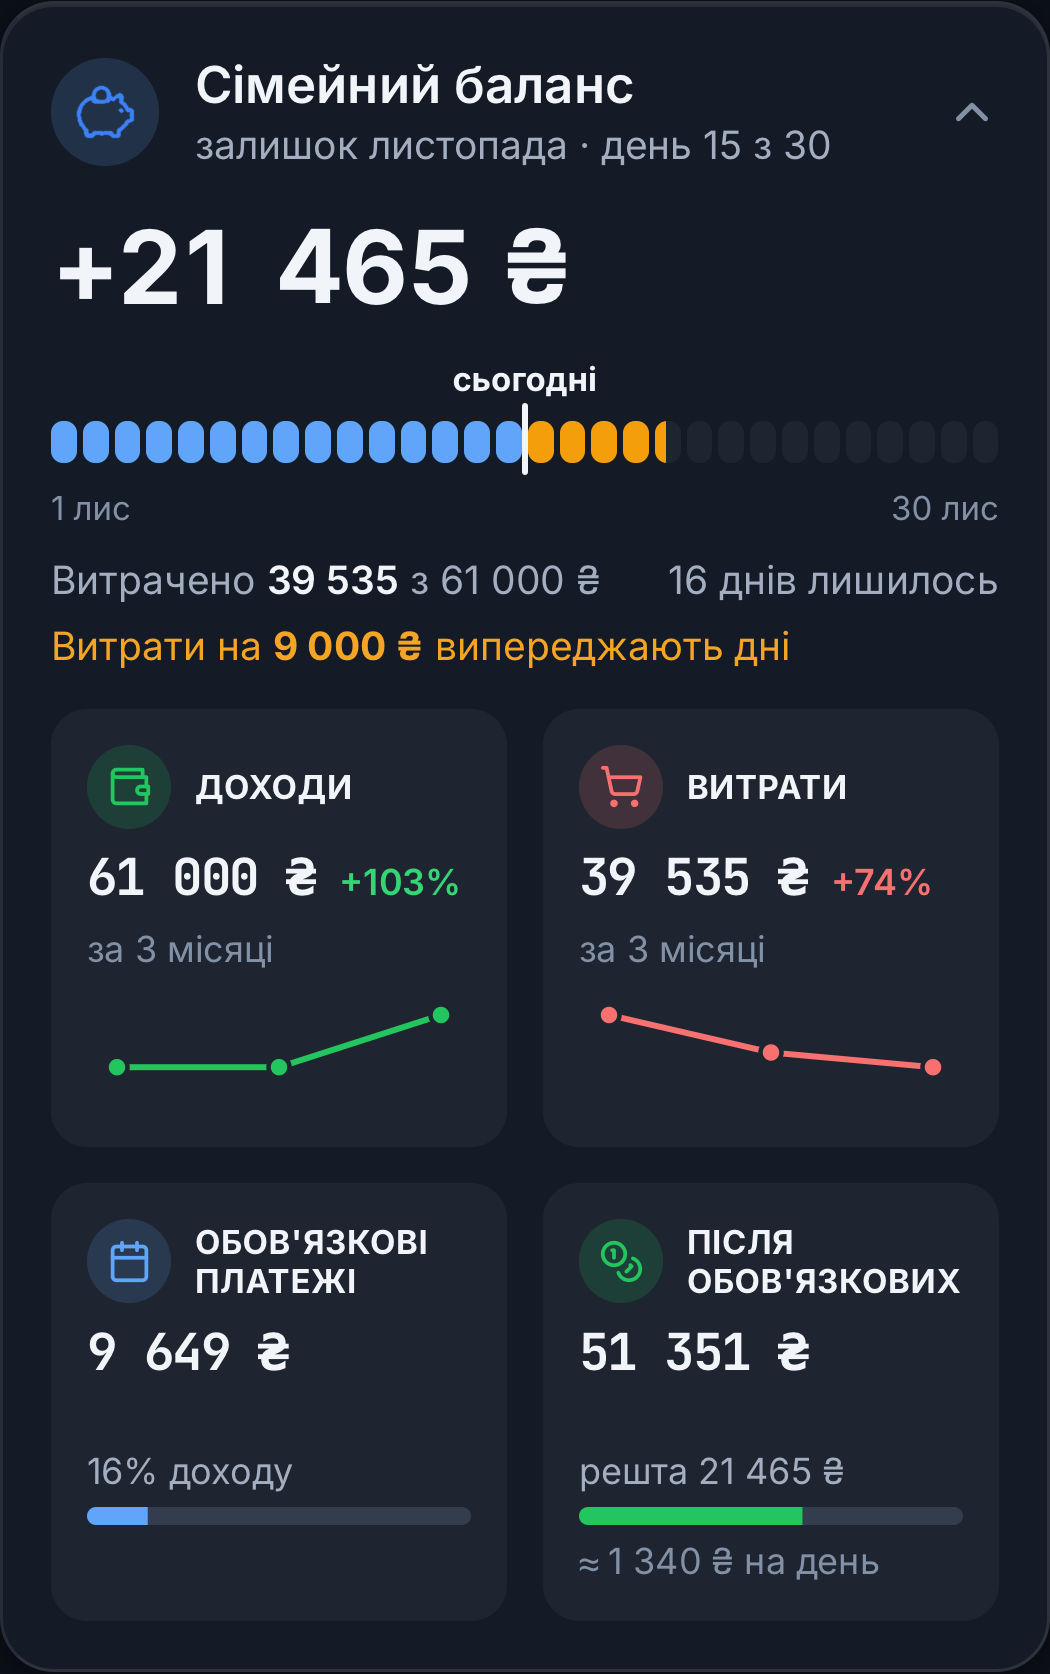 Сімейний баланс
залишок листопада · день 15 з 30
+21 465 ₴
сьогодні
1 лис
30 лис
Витрачено 39 535 з 61 000 ₴
16 днів лишилось
Витрати на 9 000 ₴ випереджають дні
ДОХОДИ
61 000 ₴ +103%
за 3 місяці
ВИТРАТИ
39 535 ₴ +74%
за 3 місяці
ОБОВ'ЯЗКОВІ
ПЛАТЕЖІ
9 649 ₴
16% доходу
ПІСЛЯ
ОБОВ'ЯЗКОВИХ
51 351 ₴
решта 21 465 ₴
≈ 1 340 ₴ на день